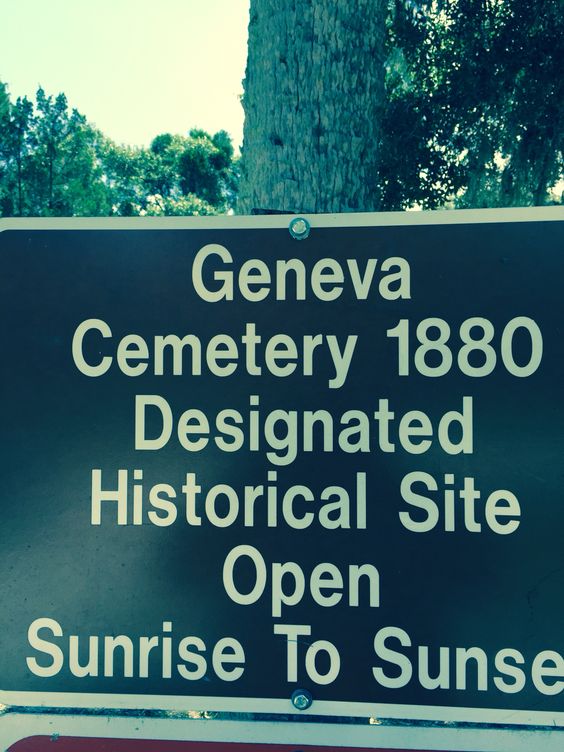 Geneva
Cemetery 1880
Designated
Historical Site
Open
Sunrise To Sunse